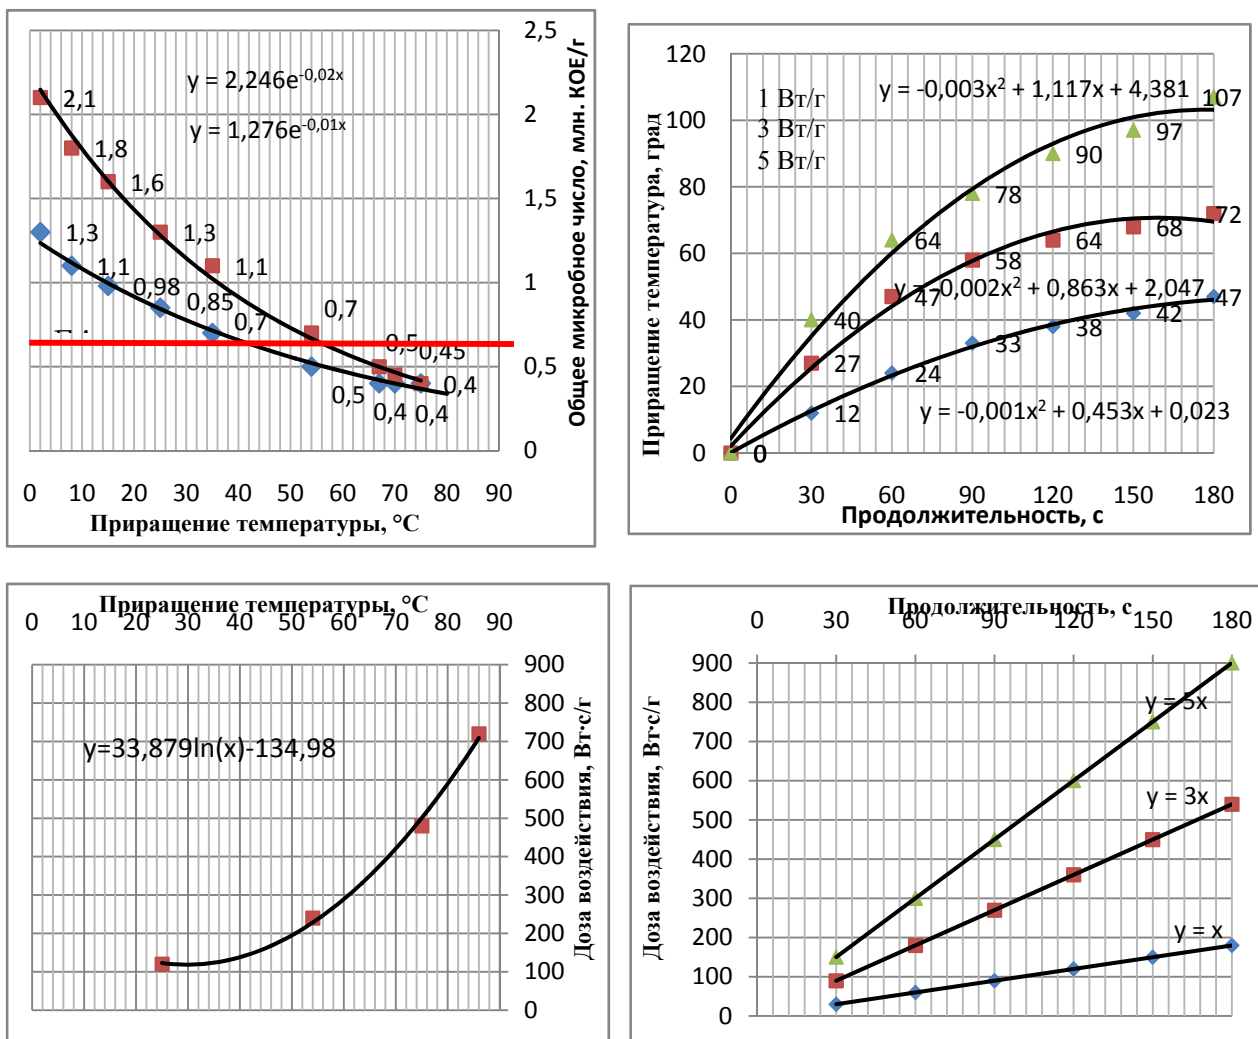 2,5
2
1,5
1
0,5
0
Общее микробное число, млн. КОЕ/г
y = 2,246e-0,02x
y = 1,276e-0,01x
2,1
1,8
1,6
1,3
1,1
0,7
0,5
0,45
0,4
1,3
1,1
0,98
0,85
0,7
0,5
0,4
0,4
0 10 20 30 40 50 60 70 80 90
Приращение температуры, °С
120
100
80
60
40
20
0
Приращение температура, град
1 Вт/г
3 Вт/г
5 Вт/г
y = -0,003x² + 1,117x + 4,381
107
97
90
78
64
40
72
68
64
58
47
27
y = -0,002x² + 0,863x + 2,047
47
42
38
33
24
12
0
y = -0,001x² + 0,453x + 0,023
0 30 60 90 120 150 180
Продолжительность, с
Приращение температуры, °С
0 10 20 30 40 50 60 70 80 90
900
800
700
600
500
400
300
200
100
0
Доза воздействия, Вт·с/г
y=33,879ln(x)-134,98
Продолжительность, с
0 30 60 90 120 150 180
900
800
700
600
500
400
300
200
100
0
Доза воздействия, Вт·с/г
y = 5x
y = 3x
y = x